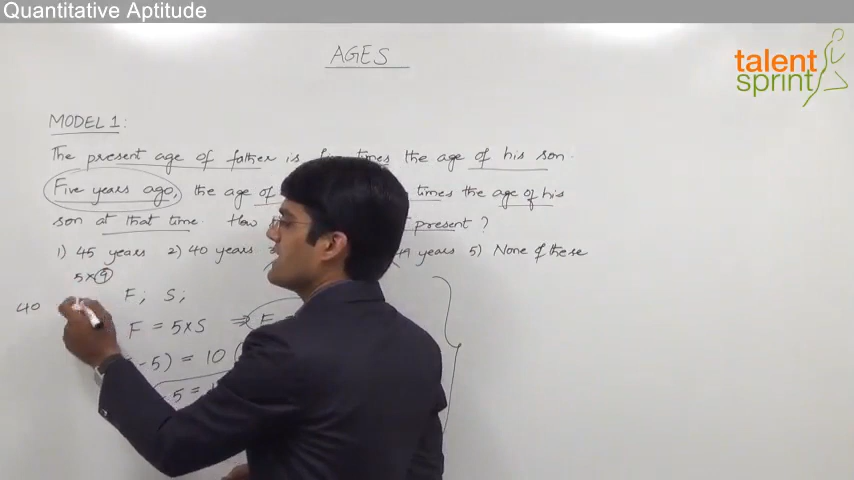 Quantitative Aptitude
talent
sprint
AGES
MODEL 1:
The present age of father is five times the age of his son.
Five years ago, the age of times the age of his
son at that time. How present ?
1) 45 years 2) 40 years years 5) None of these
5x9
40
F; S;
F = 5xS ⇒ F
-5) = 10 (
5 =